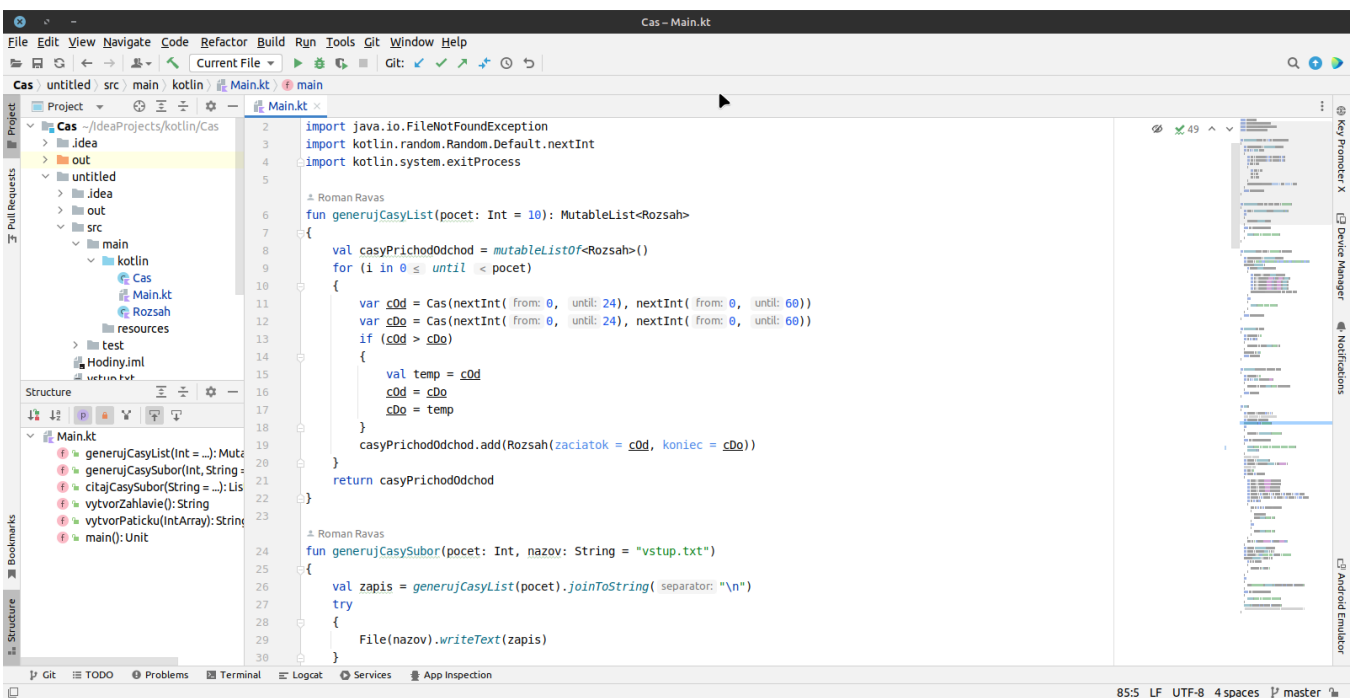 Cas – Main.kt
File Edit View Navigate Code Refactor Build Run Tools Git Window Help
Current File
Git:
Cas untitled src main kotlin Main.kt main
Project
Main.kt
Cas ~/IdeaProjects/kotlin/Cas
.idea
out
untitled
.idea
out
src
main
kotlin
Cas
Main.kt
Rozsah
resources
test
Hodiny.iml
vstup.txt
Structure
Main.kt
generujCasyList(Int = ...): Muta
generujCasySubor(Int, String =
citajCasySubor(String = ...): Lis
vytvorZahlavie(): String
vytvorPaticku(IntArray): String
main(): Unit
Project
Pull Requests
Bookmarks
Structure
49
2 import java.io.FileNotFoundException
3 import kotlin.random.Random.Default.nextInt
4 import kotlin.system.exitProcess
5
Roman Ravas
6 fun generujCasyList(pocet: Int = 10): MutableList<Rozsah>
7 {
8 val casyPrichodOdchod = mutableListOf<Rozsah>()
9 for (i in 0 ≤ until < pocet)
10 {
11 var cOd = Cas(nextInt( from: 0, until: 24), nextInt( from: 0, until: 60))
12 var cDo = Cas(nextInt( from: 0, until: 24), nextInt( from: 0, until: 60))
13 if (cOd > cDo)
14 {
15 val temp = cOd
16 cOd = cDo
17 cDo = temp
18 }
19 casyPrichodOdchod.add(Rozsah(zaciatok = cOd, koniec = cDo))
20 }
21 return casyPrichodOdchod
22 }
23
Roman Ravas
24 fun generujCasySubor(pocet: Int, nazov: String = "vstup.txt")
25 {
26 val zapis = generujCasyList(pocet).joinToString( separator: "\n")
27 try
28 {
29 File(nazov).writeText(zapis)
30 }
Key Promoter X
Device Manager
Notifications
Android Emulator
Git TODO Problems Terminal Logcat Services App Inspection
85:5 LF UTF-8 4 spaces master